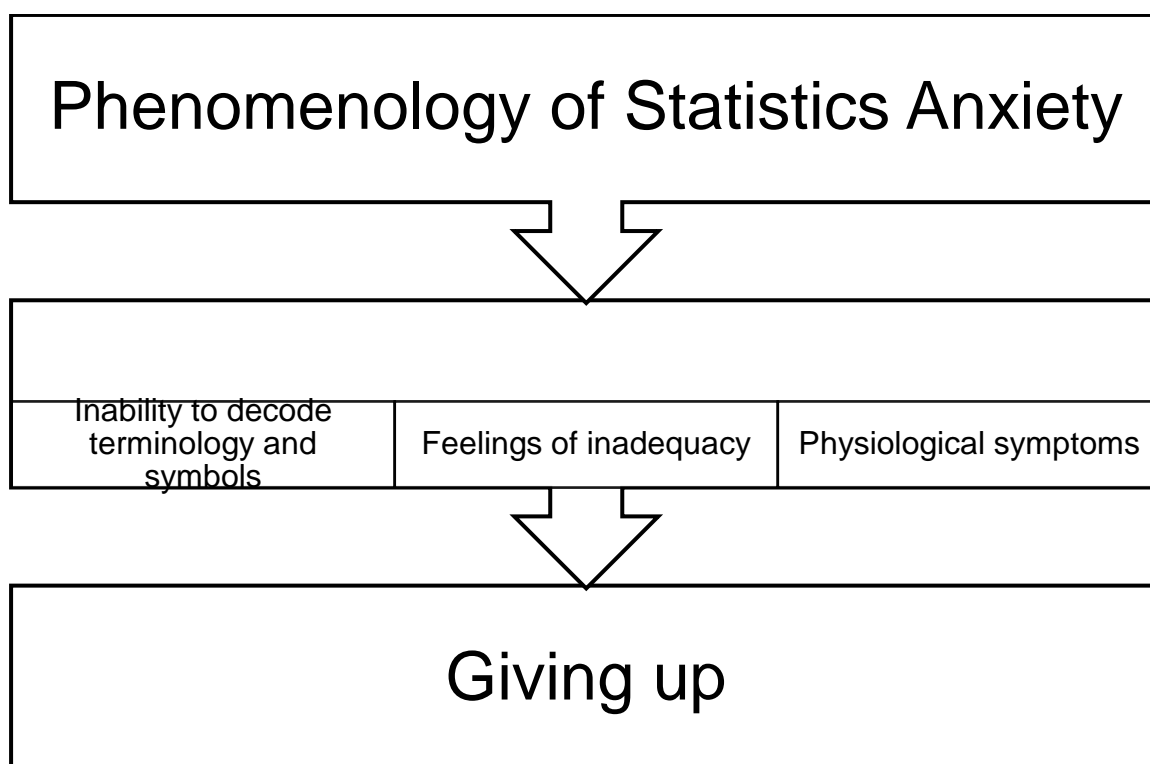 Phenomenology of Statistics Anxiety
Inability to decode
terminology and
symbols
Feelings of inadequacy
Physiological symptoms
Giving up